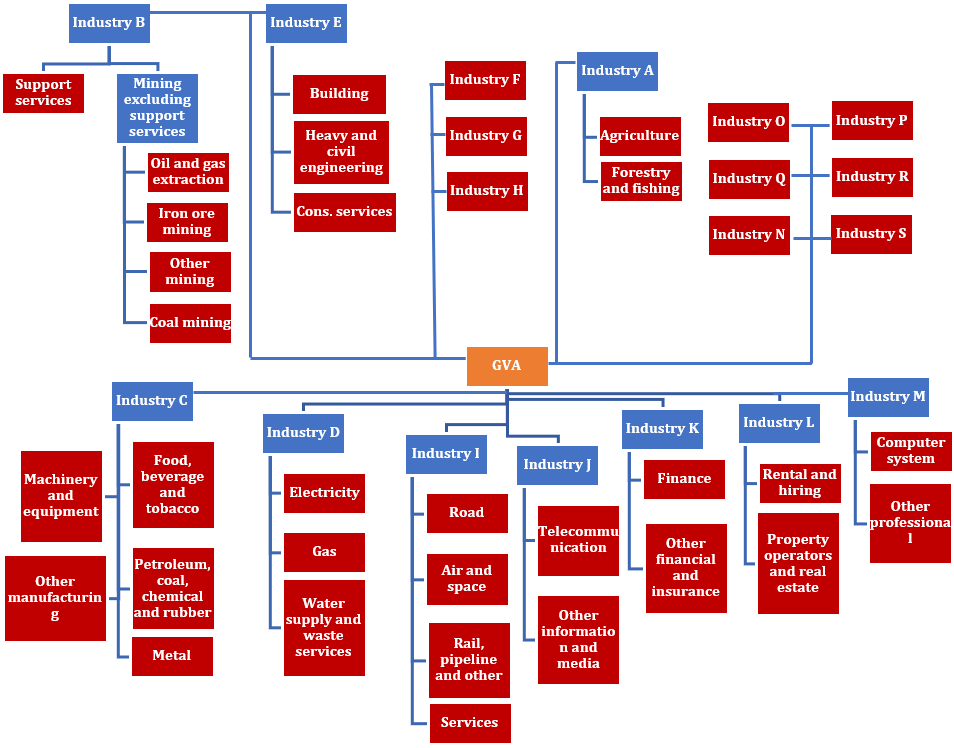 Industry B
Industry E
Support
services
Mining
excluding
support
services
Oil and gas
extraction
Iron ore
mining
Other
mining
Coal mining
Building
Heavy and
civil
engineering
Cons. services
Industry F
Industry G
Industry H
Industry A
Agriculture
Forestry
and fishing
Industry O
Industry P
Industry Q
Industry R
Industry N
Industry S
GVA
Industry C
Machinery
and
equipment
Food,
beverage
and
tobacco
Other
manufacturin
g
Petroleum,
coal,
chemical
and rubber
Metal
Industry D
Electricity
Gas
Water
supply and
waste
services
Industry I
Road
Air and
space
Rail,
pipeline
and other
Services
Industry J
Telecommu
nication
Other
informatio
n and
media
Industry K
Finance
Other
financial
and
insurance
Industry L
Rental and
hiring
Property
operators
and real
estate
Industry M
Computer
system
Other
professiona
l